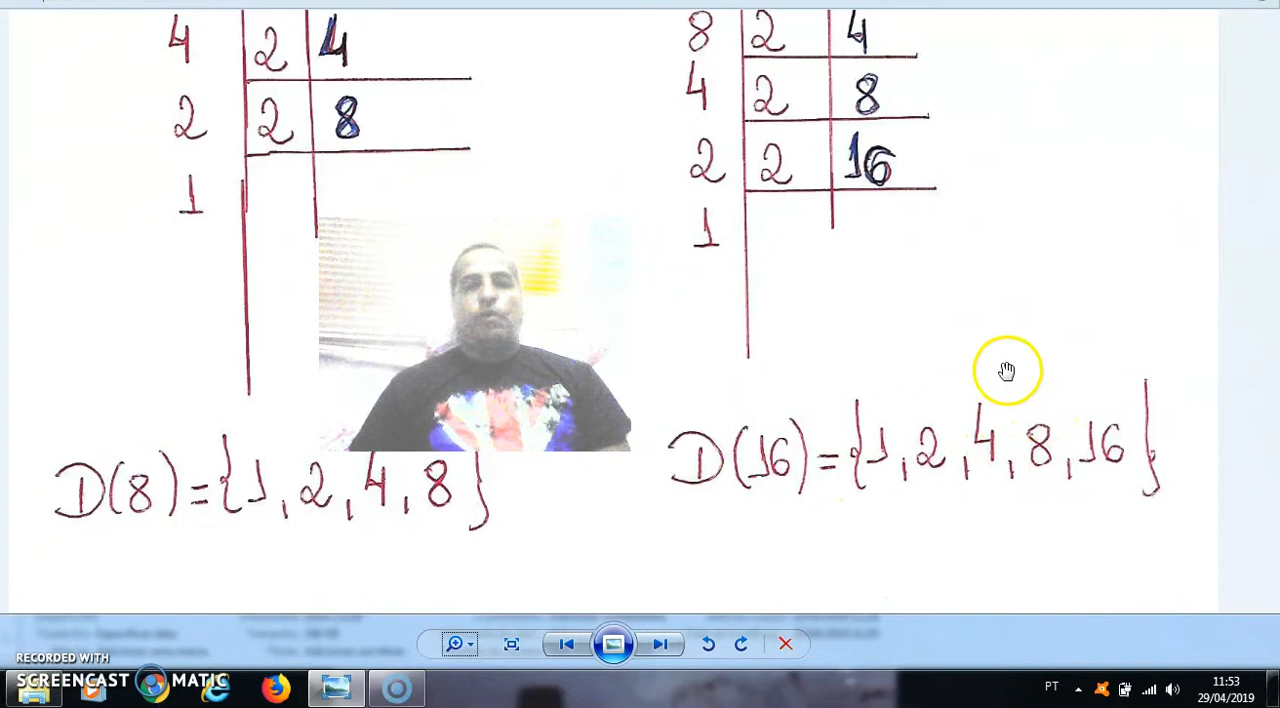 4 2 4
2 2 8
1
8 2 4
4 2 8
2 2 16
1
D(8)={1,2,4,8}
D(16)={1,2,4,8,16}
RECORDED WITH
SCREENCAST MATIC
PT
11:53
29/04/2019